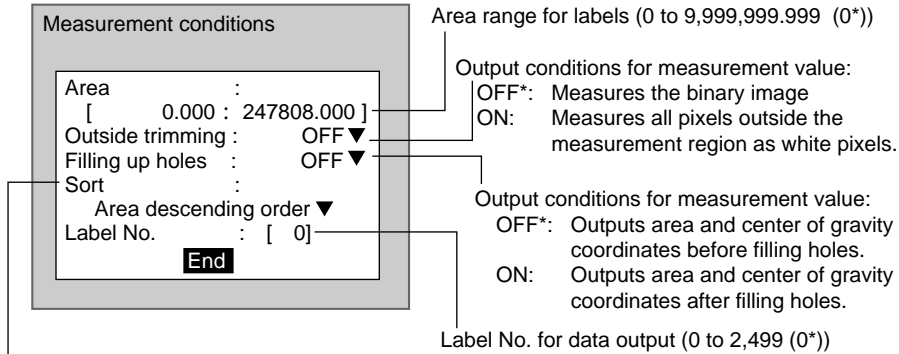 Measurement conditions
Area :
[ 0.000 : 247808.000 ]
Outside trimming : OFF▼
Filling up holes : OFF▼
Sort :
Area descending order ▼
Label No. : [ 0]
End
Area range for labels (0 to 9,999,999.999 (0*))
Output conditions for measurement value:
OFF*: Measures the binary image
ON: Measures all pixels outside the
measurement region as white pixels.
Output conditions for measurement value:
OFF*: Outputs area and center of gravity
coordinates before filling holes.
ON: Outputs area and center of gravity
coordinates after filling holes.
Label No. for data output (0 to 2,499 (0*))